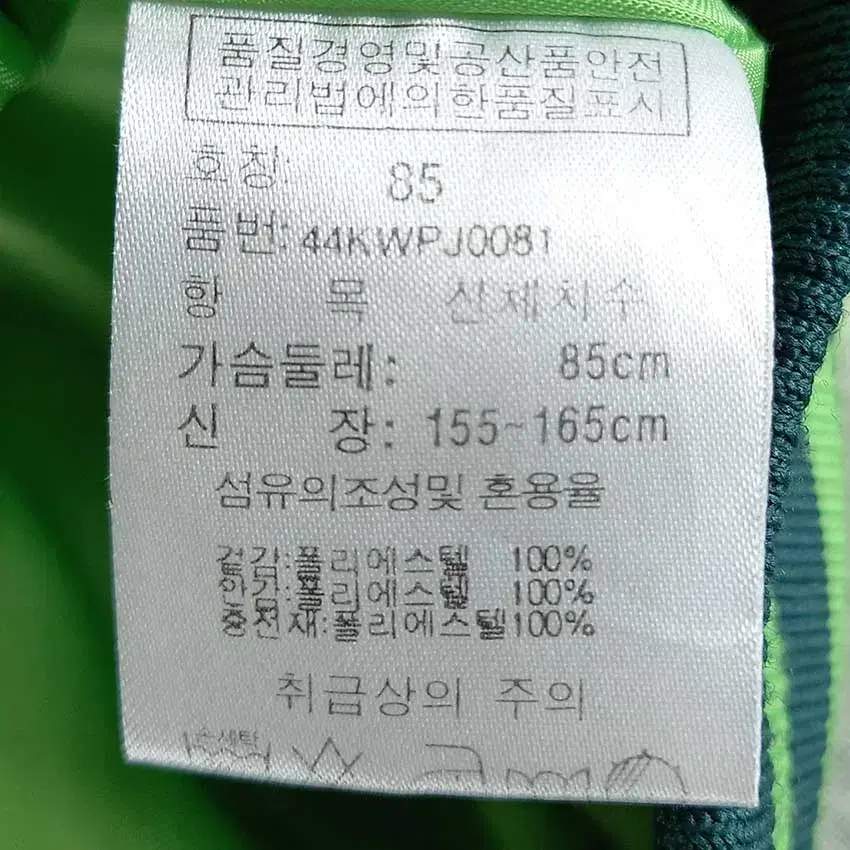 품질경영및공산품안전
관리법에의한품질표시
호칭: 85
품번: 44KWPJ0081
항 목 신체치수
가슴둘레: 85cm
신 장: 155~165cm
섬유의조성및 혼용율
겉감:폴리에스텔 100%
안감:폴리에스텔 100%
충전재:폴리에스텔100%
취급상의 주의
손세탁